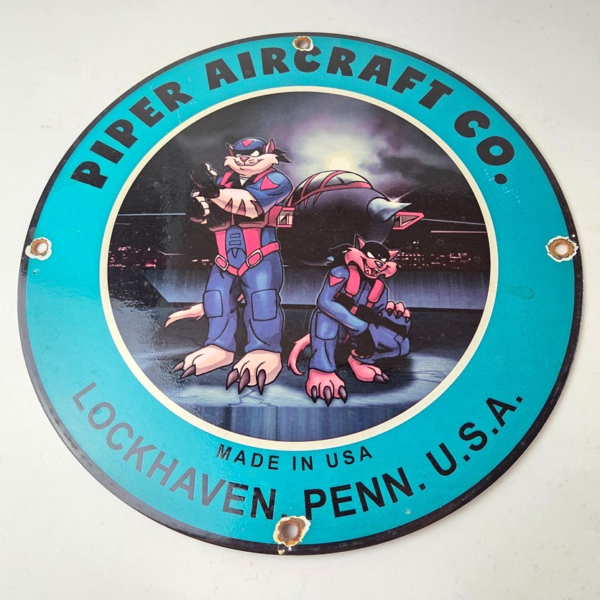 PIPER AIRCRAFT CO.
MADE IN USA
LOCKHAVEN, PENN. U.S.A.